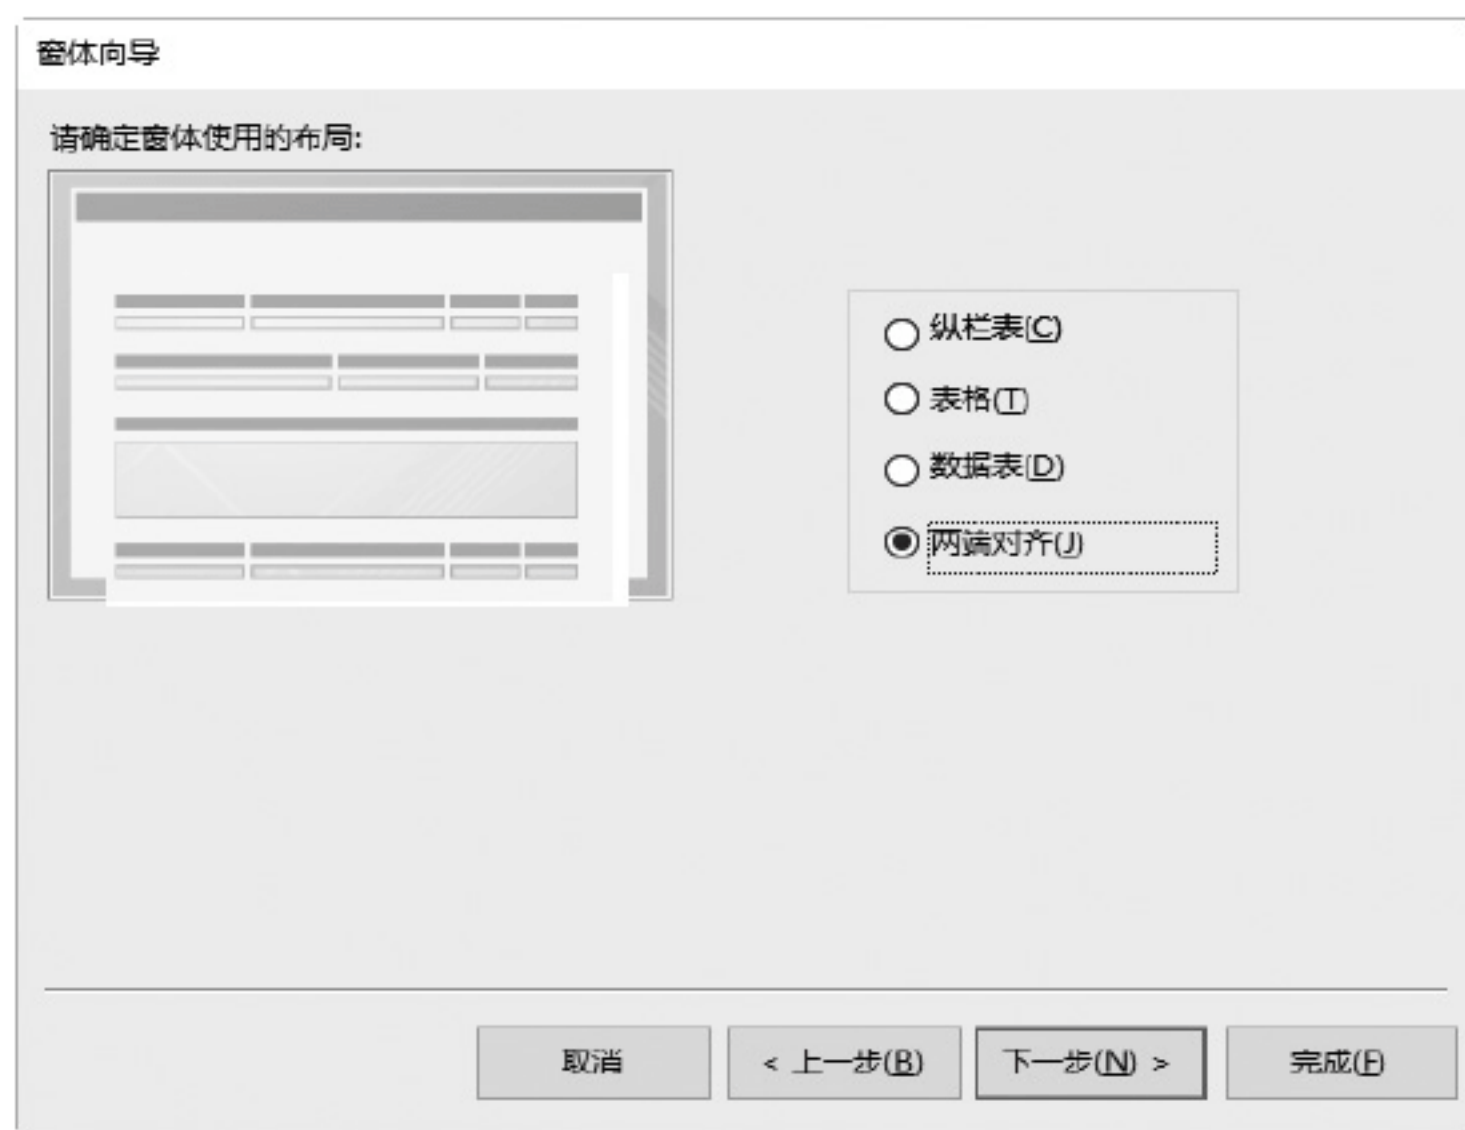 窗体向导
请确定窗体使用的布局:
纵栏表(C)
表格(T)
数据表(D)
两端对齐(J)
取消
< 上一步(B)
下一步(N) >
完成(F)